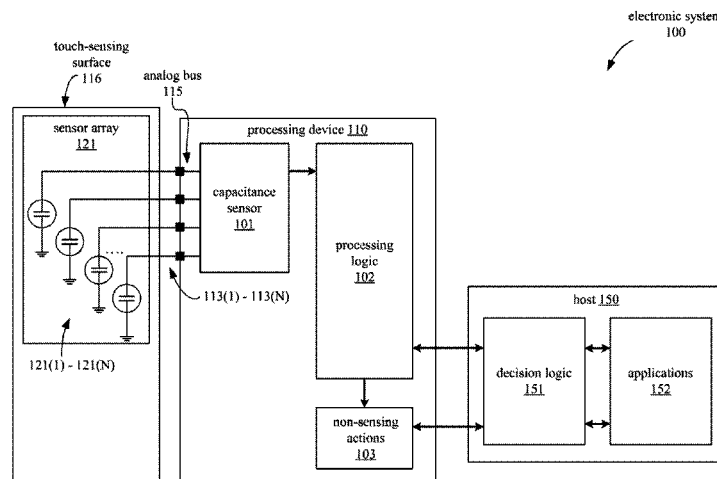 electronic system
100
touch-sensing
surface
116
analog bus
115
sensor array
121
processing device 110
capacitance
sensor
101
processing
logic
102
113(1) - 113(N)
121(1) - 121(N)
host 150
decision logic
151
applications
152
non-sensing
actions
103